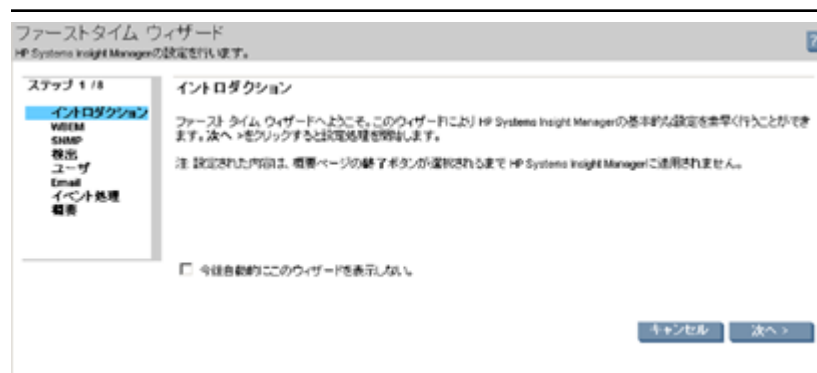 ファーストタイム ウィザード
HP Systems Insight Managerの設定を行います。
?
ステップ 1 /8
イントロダクション
WBEM
SNMP
検出
ユーザ
Email
イベント処理
概要
イントロダクション
ファースト タイム ウィザードへようこそ。このウィザードにより HP Systems Insight Managerの基本的な設定を素早く行うことができ
ます。次へ >をクリックすると設定処理を開始します。
注: 設定された内容は、概要ページの終了ボタンが選択されるまで HP Systems Insight Managerに適用されません。
今後自動的にこのウィザードを表示しない。
キャンセル
次へ >